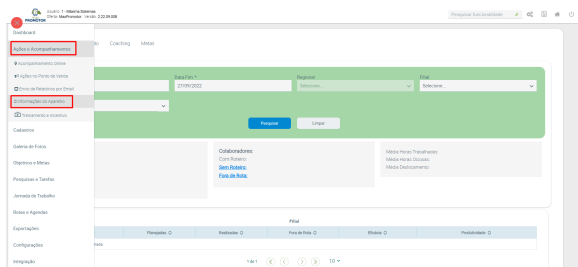 Usuário: 1 - Máxima Sistemas
Cliente: MaxPromotor - Versão: 2.22.09.008
PROMOTOR
Pesquisar funcionalidade
Dashboard
Ações e Acompanhamentos
Coaching
Metas
Acompanhamento Online
Ações no Ponto de Venda
Envio de Relatórios por Email
Informações do Aparelho
Treinamento e Incentivo
Cadastros
Galeria de Fotos
Objetivos e Metas
Pesquisas e Tarefas
Jornada de Trabalho
Rotas e Agendas
Exportações
Configurações
Integração
Data Fim *
27/09/2022
Regional
Selecione...
Filial
Selecione...
Pesquisar
Limpar
Colaboradores:
Com Roteiro:
Sem Roteiro:
Fora de Rota:
Média Horas Trabalhadas:
Média Horas Ociosas:
Média Deslocamento:
Filial
Planejadas
Realizadas
Fora de Rota
Eficácia
Produtividade
1 de 1
10